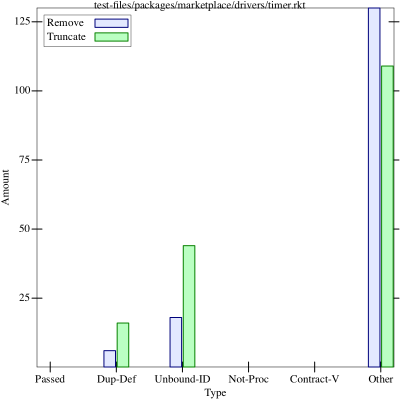 test-files/packages/marketplace/drivers/timer.rkt
Remove
Truncate
125
100
75
50
25
Amount
Passed Dup-Def Unbound-ID Not-Proc Contract-V Other
Type